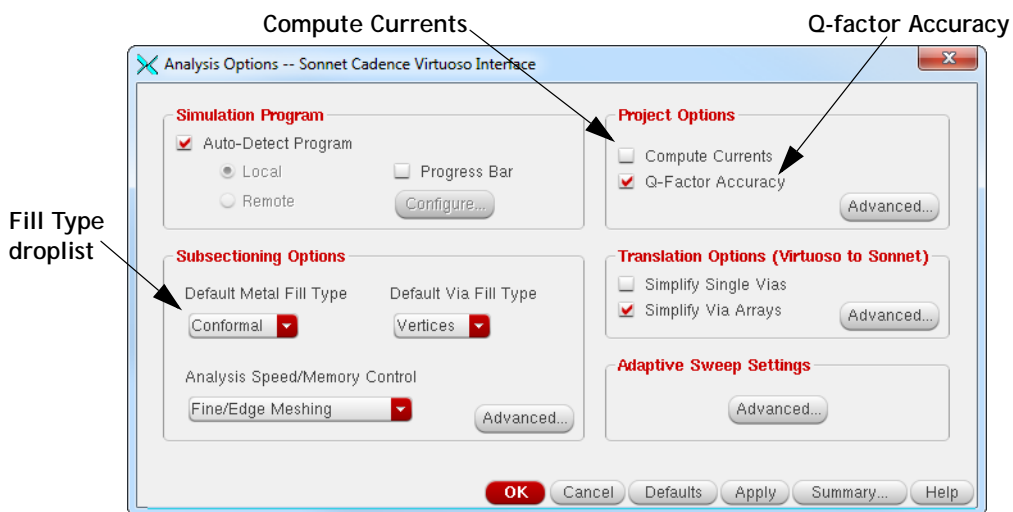 Compute Currents
Q-factor Accuracy
Analysis Options -- Sonnet Cadence Virtuoso Interface
x
Simulation Program
Auto-Detect Program
Local
Progress Bar
Remote
Configure...
Project Options
Compute Currents
Q-Factor Accuracy
Advanced...
Fill Type
droplist
Subsectioning Options
Default Metal Fill Type
Default Via Fill Type
Conformal
Vertices
Analysis Speed/Memory Control
Fine/Edge Meshing
Advanced...
Translation Options (Virtuoso to Sonnet)
Simplify Single Vias
Simplify Via Arrays
Advanced...
Adaptive Sweep Settings
Advanced...
OK
Cancel
Defaults
Apply
Summary...
Help